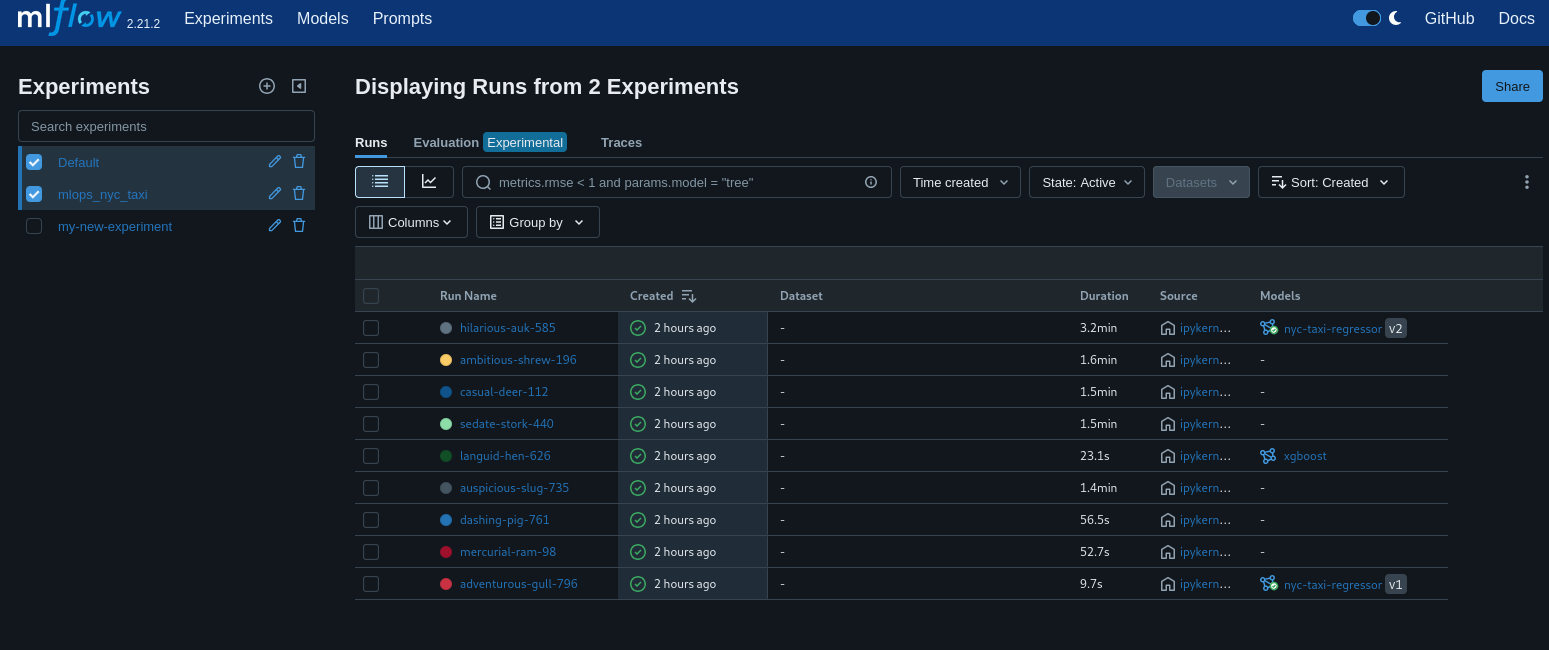 mlflow 2.21.2 Experiments Models Prompts GitHub Docs
Experiments
Search experiments
Default
mlops_nyc_taxi
my-new-experiment
Displaying Runs from 2 Experiments Share
Runs Evaluation Experimental Traces
metrics.rmse < 1 and params.model = "tree" Time created State: Active Datasets Sort: Created
Columns Group by
Run Name Created Dataset Duration Source Models
hilarious-auk-585 2 hours ago - 3.2min ipykern... nyc-taxi-regressor v2
ambitious-shrew-196 2 hours ago - 1.6min ipykern... -
casual-deer-112 2 hours ago - 1.5min ipykern... -
sedate-stork-440 2 hours ago - 1.5min ipykern... -
languid-hen-626 2 hours ago - 23.1s ipykern... xgboost
auspicious-slug-735 2 hours ago - 1.4min ipykern... -
dashing-pig-761 2 hours ago - 56.5s ipykern... -
mercurial-ram-98 2 hours ago - 52.7s ipykern... -
adventurous-gull-796 2 hours ago - 9.7s ipykern... nyc-taxi-regressor v1